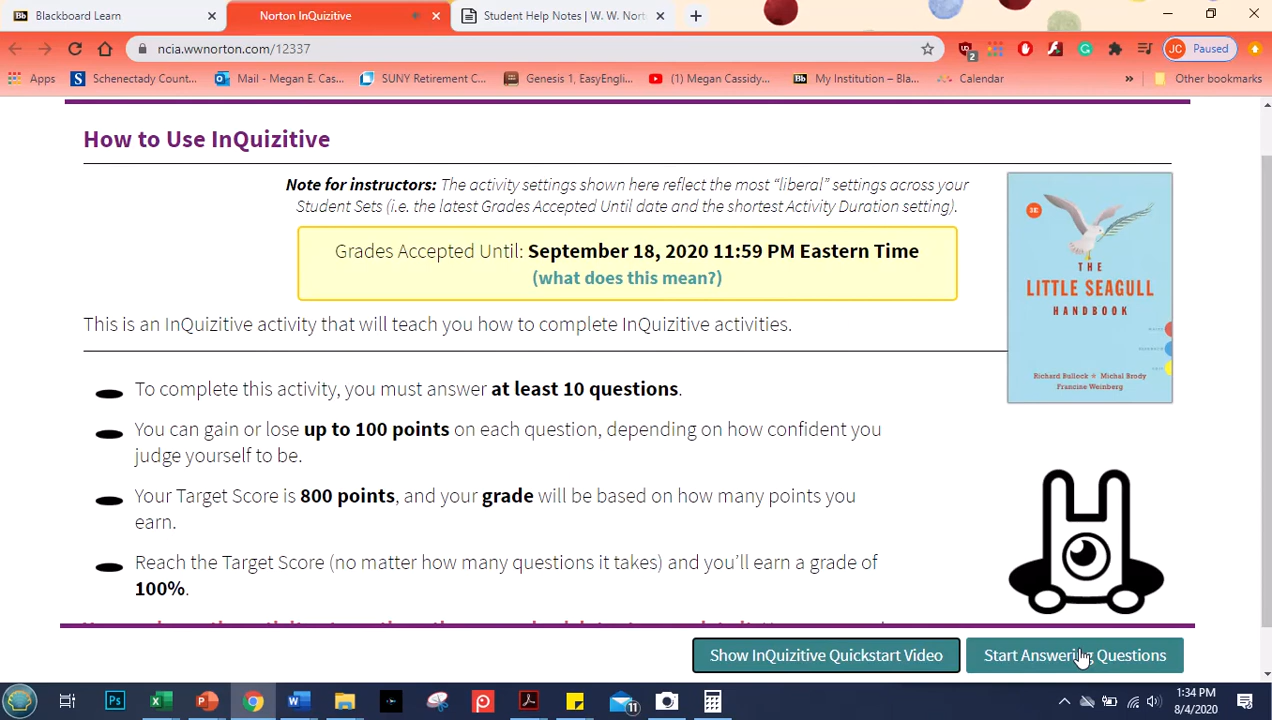 Blackboard Learn
Norton InQuizitive
Student Help Notes | W. W. Nort
ncia.wwnorton.com/12337
2
JC Paused
Apps
Schenectady Count...
Mail - Megan E. Cas...
SUNY Retirement C...
Genesis 1, EasyEngli...
(1) Megan Cassidy...
My Institution – Bla...
Calendar
»
Other bookmarks
How to Use InQuizitive
Note for instructors: The activity settings shown here reflect the most “liberal” settings across your
Student Sets (i.e. the latest Grades Accepted Until date and the shortest Activity Duration setting).
Grades Accepted Until: September 18, 2020 11:59 PM Eastern Time
(what does this mean?)
This is an InQuizitive activity that will teach you how to complete InQuizitive activities.
3E
THE
LITTLE SEAGULL
HANDBOOK
Richard Bullock Michal Brody
Francine Weinberg
To complete this activity, you must answer at least 10 questions.
You can gain or lose up to 100 points on each question, depending on how confident you
judge yourself to be.
Your Target Score is 800 points, and your grade will be based on how many points you
earn.
Reach the Target Score (no matter how many questions it takes) and you’ll earn a grade of
100%.
Show InQuizitive Quickstart Video
Start Answering Questions
11
1:34 PM
8/4/2020